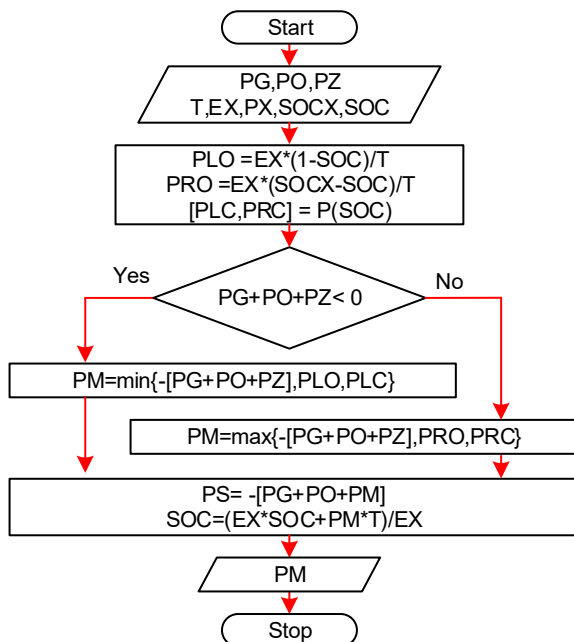 Start
PG,PO,PZ
T,EX,PX,SOCX,SOC
PLO =EX*(1-SOC)/T
PRO =EX*(SOCX-SOC)/T
[PLC,PRC] = P(SOC)
Yes
No
PG+PO+PZ< 0
PM=min{-[PG+PO+PZ],PLO,PLC}
PM=max{-[PG+PO+PZ],PRO,PRC}
PS= -[PG+PO+PM]
SOC=(EX*SOC+PM*T)/EX
PM
Stop